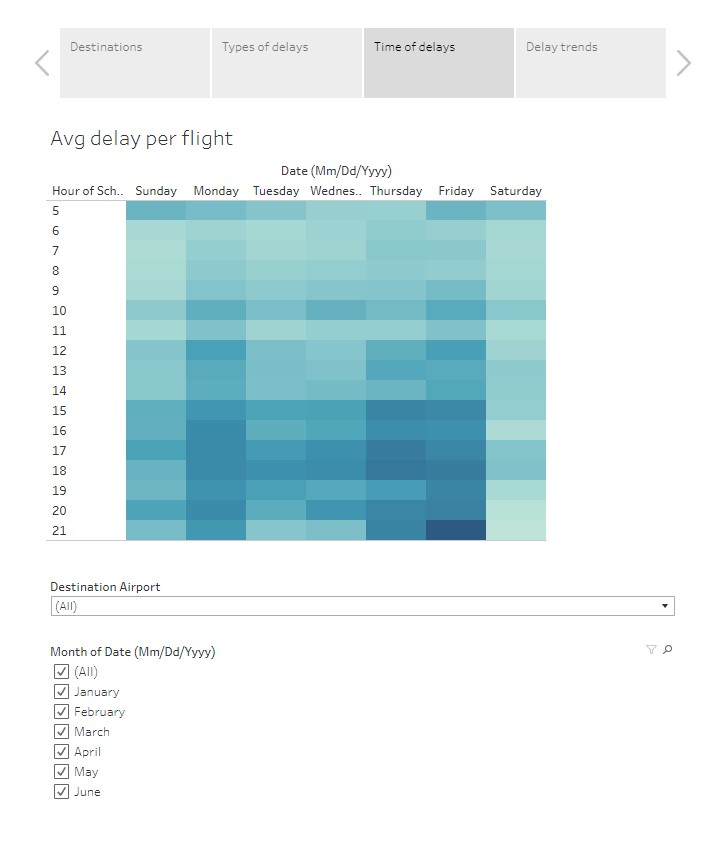 Destinations
Types of delays
Time of delays
Delay trends
Avg delay per flight
Date (Mm/Dd/Yyyy)
Hour of Sch.. Sunday Monday Tuesday Wednes.. Thursday Friday Saturday
5
6
7
8
9
10
11
12
13
14
15
16
17
18
19
20
21
Destination Airport
(All)
Month of Date (Mm/Dd/Yyyy)
(All)
January
February
March
April
May
June